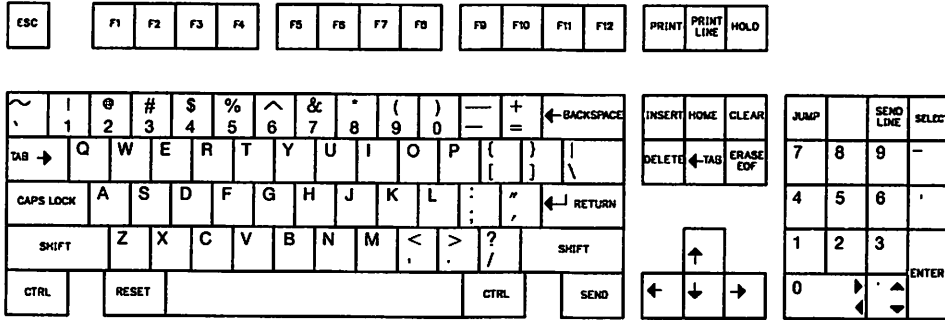 ESC F1 F2 F3 F4 F5 F6 F7 F8 F9 F10 F11 F12 PRINT PRINT LINE HOLD
~ | @ # $ % ^ & * ( ) — + ← BACKSPACE INSERT HOME CLEAR JUMP SEND LINE SELECT
` 1 2 3 4 5 6 7 8 9 0 — =
TAB → Q W E R T Y U I O P { } | DELETE ←TAB ERASE EOF 7 8 9 —
[ ] \
CAPS LOCK A S D F G H J K L : " ↵ RETURN 4 5 6 '
; '
SHIFT Z X C V B N M < > ? SHIFT ↑ 1 2 3 ENTER
, . /
CTRL RESET CTRL SEND ← ↓ → 0 .